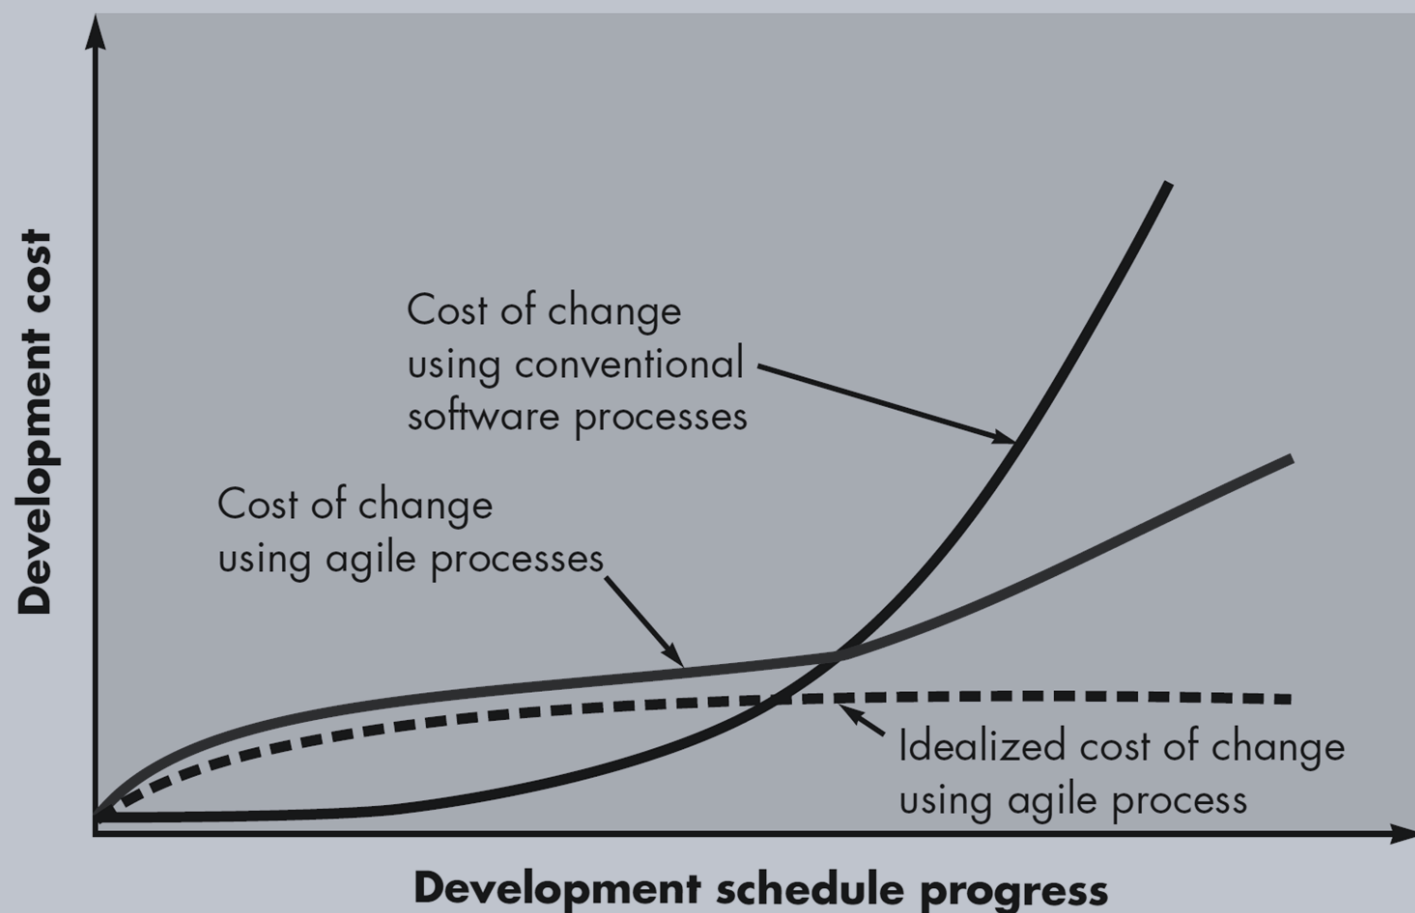 Development cost
Cost of change
using conventional
software processes
Cost of change
using agile processes
Idealized cost of change
using agile process
Development schedule progress